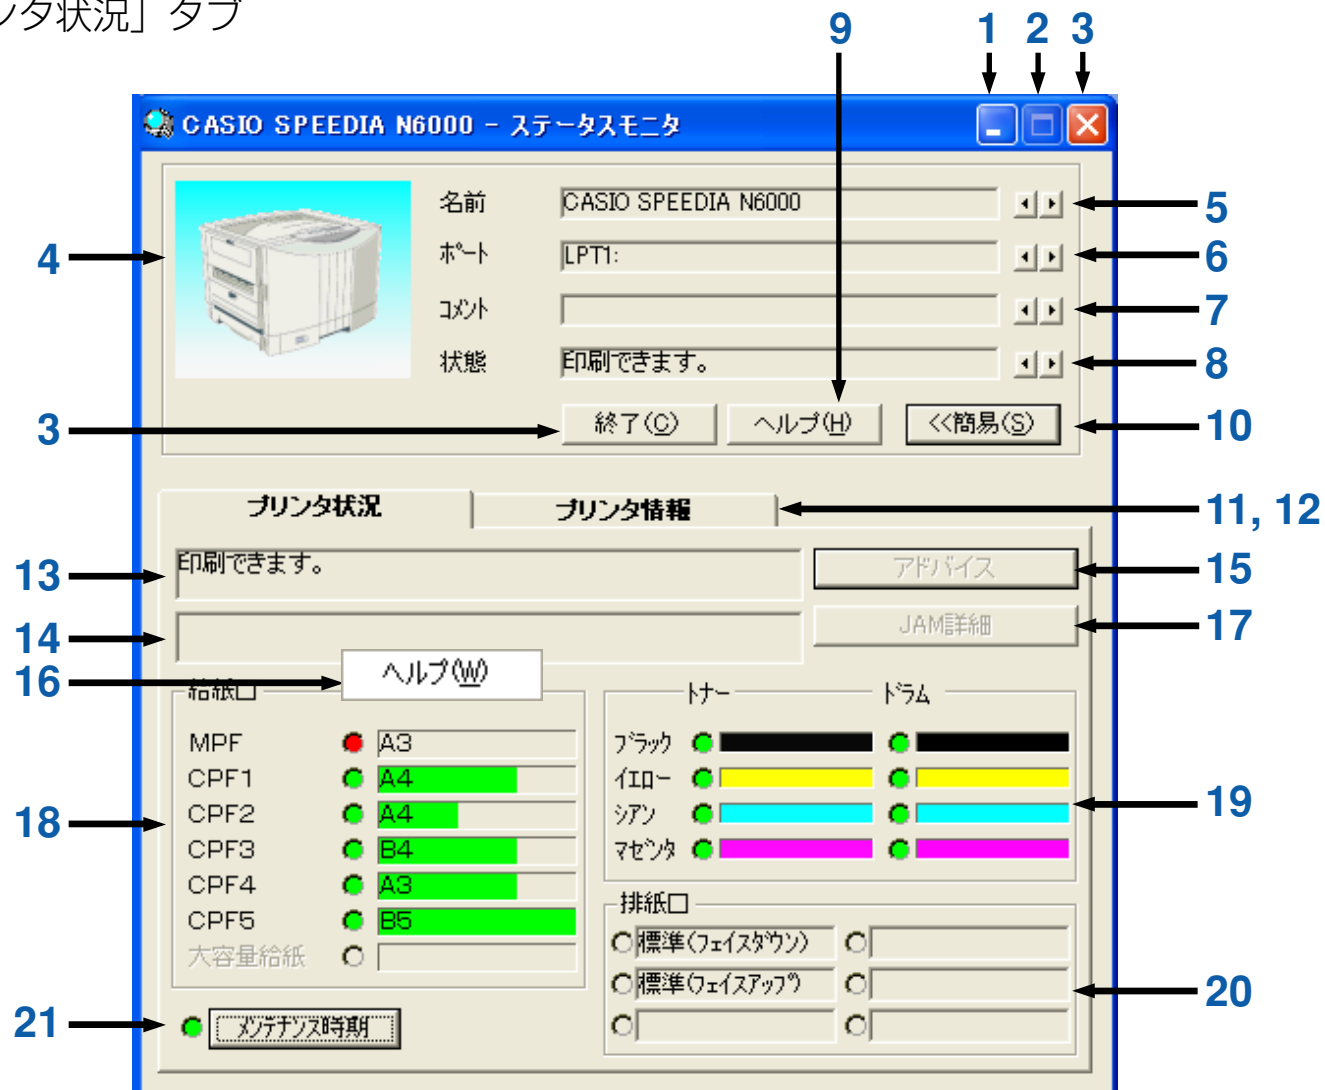 ンタ状況」タブ
9 1 2 3
CASIO SPEEDIA N6000 - ステータスモニタ
名前 CASIO SPEEDIA N6000 5
4 ポート LPT1: 6
コメント 7
状態 印刷できます。 8
3 終了(C) ヘルプ(H) <<簡易(S) 10
プリンタ状況 プリンタ情報 11, 12
13 印刷できます。 アドバイス 15
14 JAM詳細 17
16 ヘルプ(W)
給紙口 トナー ドラム
MPF A3 ブラック
CPF1 A4 イエロー
18 CPF2 A4 シアン 19
CPF3 B4 マゼンタ
CPF4 A3
CPF5 B5 排紙口
大容量給紙 標準(フェイスダウン)
標準(フェイスアップ) 20
21 メンテナンス時期